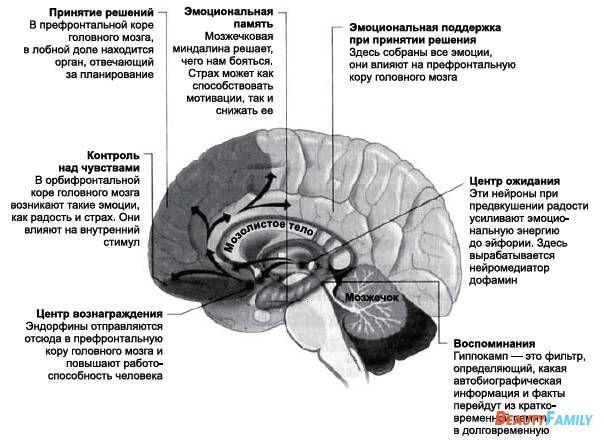 Принятие решений
В префронтальной коре
головного мозга,
в лобной доле находится
орган, отвечающий
за планирование
Эмоциональная
память
Мозжечковая
миндалина решает,
чего нам бояться.
Страх может как
способствовать
мотивации, так и
снижать ее
Эмоциональная поддержка
при принятии решения
Здесь собраны все эмоции,
они влияют на префронтальную
кору головного мозга
Контроль
над чувствами
В орбифронтальной
коре головного мозга
возникают такие эмоции,
как радость и страх. Они
влияют на внутренний
стимул
Мозолистое тело
Центр ожидания
Эти нейроны при
предвкушении радости
усиливают эмоцио-
нальную энергию
до эйфории. Здесь
вырабатывается
нейромедиатор
дофамин
Мозжечок
Центр вознаграждения
Эндорфины отправляются
отсюда в префронтальную
кору головного мозга и
повышают работо-
способность человека
Воспоминания
Гиппокамп — это фильтр,
определяющий, какая
автобиографическая
информация и факты
перейдут из кратко-
временной памяти
в долговременную
BEAUTYFAMILY